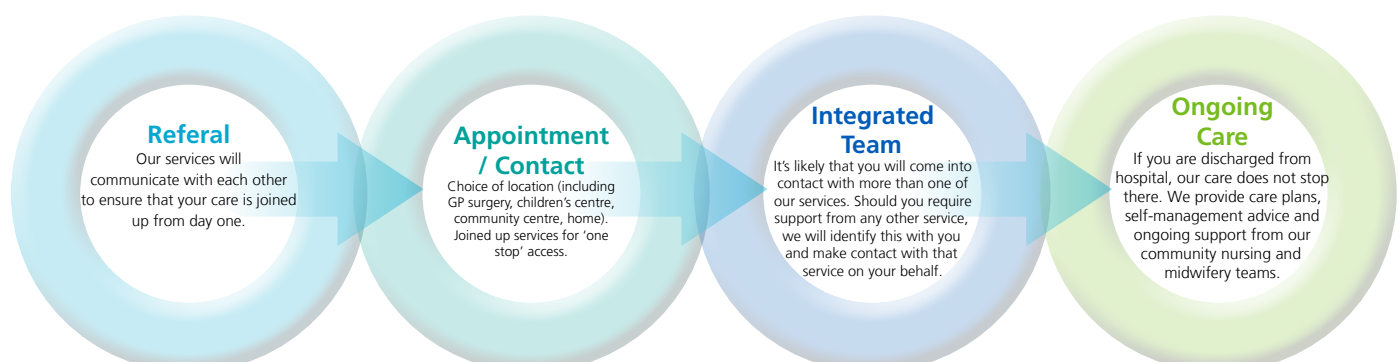 Referal
Our services will
communicate with each other
to ensure that your care is joined
up from day one.
Appointment
/ Contact
Choice of location (including
GP surgery, children's centre,
community centre, home).
Joined up services for ‘one
stop’ access.
Integrated
Team
It's likely that you will come into
contact with more than one of
our services. Should you require
support from any other service,
we will identify this with you
and make contact with that
service on your behalf.
Ongoing
Care
If you are discharged from
hospital, our care does not stop
there. We provide care plans,
self-management advice and
ongoing support from our
community nursing and
midwifery teams.